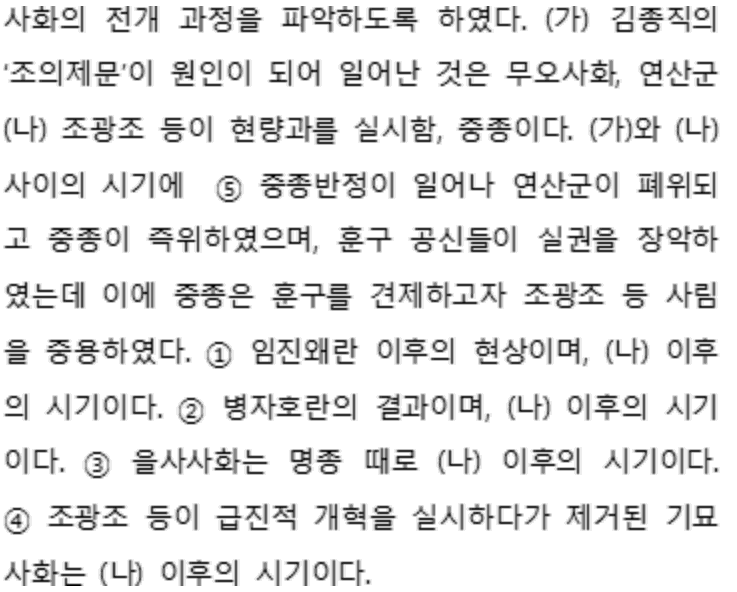 사화의 전개 과정을 파악하도록 하였다. (가) 김종직의
‘조의제문’이 원인이 되어 일어난 것은 무오사화, 연산군
(나) 조광조 등이 현량과를 실시함, 중종이다. (가)와 (나)
사이의 시기에 ⑤ 중종반정이 일어나 연산군이 폐위되
고 중종이 즉위하였으며, 훈구 공신들이 실권을 장악하
였는데 이에 중종은 훈구를 견제하고자 조광조 등 사림
을 중용하였다. ① 임진왜란 이후의 현상이며, (나) 이후
의 시기이다. ② 병자호란의 결과이며, (나) 이후의 시기
이다. ③ 을사사화는 명종 때로 (나) 이후의 시기이다.
④ 조광조 등이 급진적 개혁을 실시하다가 제거된 기묘
사화는 (나) 이후의 시기이다.